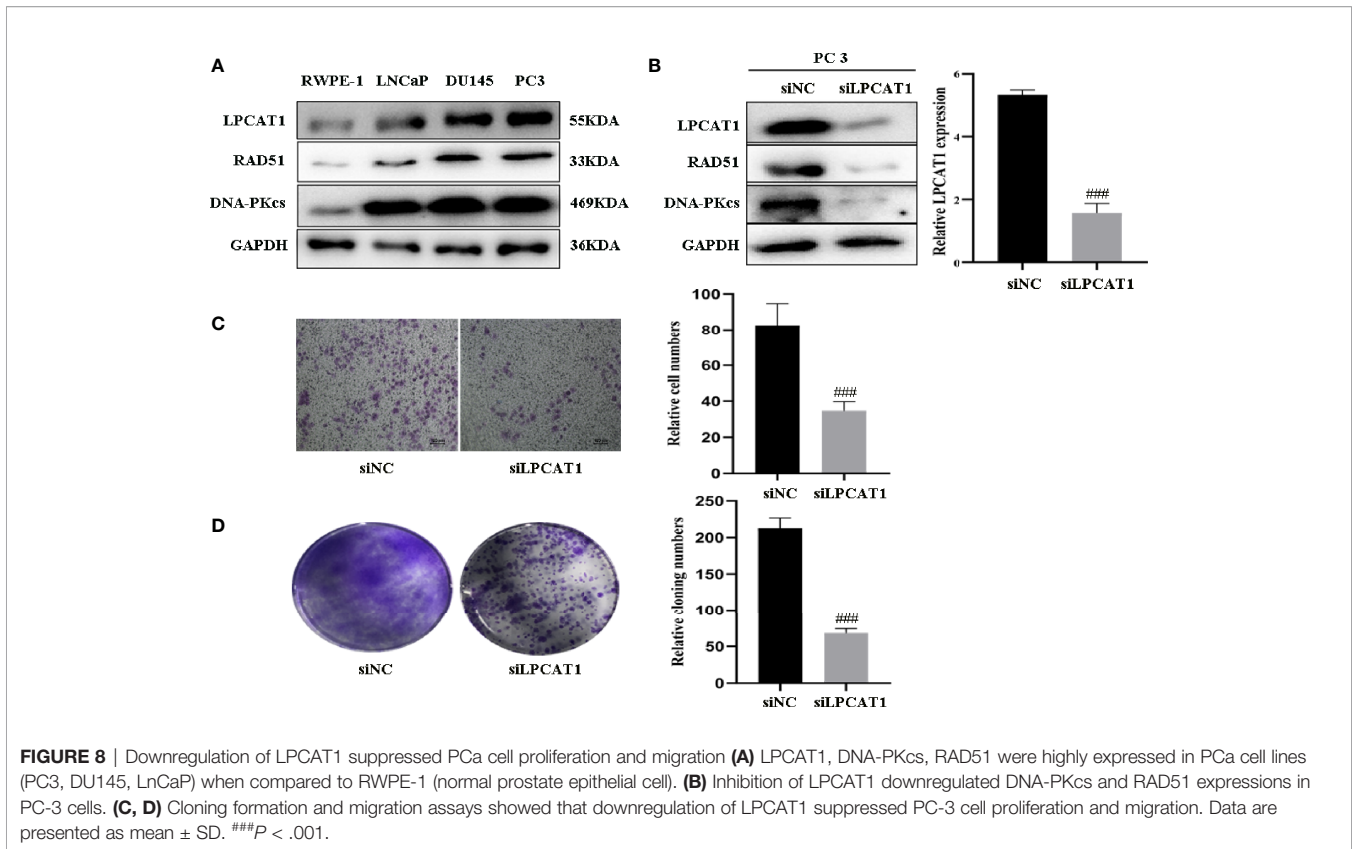 A
RWPE-1 LNCaP DU145 PC3
LPCAT1 55KDA
RAD51 33KDA
DNA-PKcs 469KDA
GAPDH 36KDA
B
PC 3
siNC siLPCAT1
LPCAT1
RAD51
DNA-PKcs
GAPDH
Relative LPCAT1 expression
6
4
2
0
###
siNC siLPCAT1
C
siNC siLPCAT1
Relative cell numbers
100
80
60
40
20
0
###
siNC siLPCAT1
D
siNC siLPCAT1
Relative cloning numbers
250
200
150
100
50
0
###
siNC siLPCAT1
FIGURE 8 | Downregulation of LPCAT1 suppressed PCa cell proliferation and migration (A) LPCAT1, DNA-PKcs, RAD51 were highly expressed in PCa cell lines
(PC3, DU145, LnCaP) when compared to RWPE-1 (normal prostate epithelial cell). (B) Inhibition of LPCAT1 downregulated DNA-PKcs and RAD51 expressions in
PC-3 cells. (C, D) Cloning formation and migration assays showed that downregulation of LPCAT1 suppressed PC-3 cell proliferation and migration. Data are
presented as mean ± SD. ###P < .001.